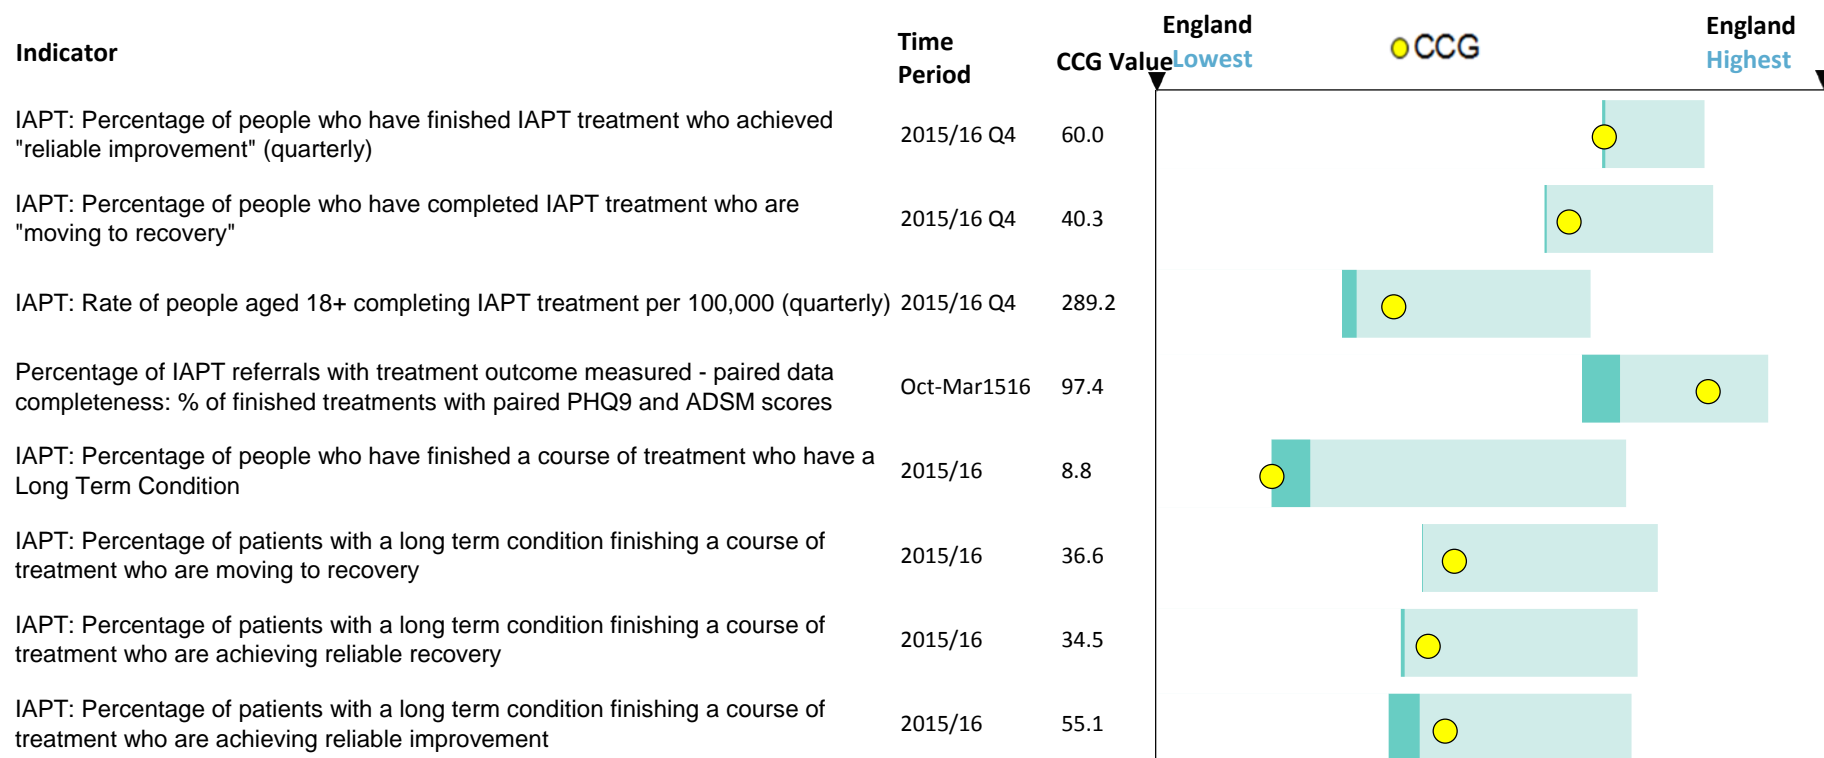 Indicator
Time
Period
CCG Value
England
Lowest
CCG
England
Highest
IAPT: Percentage of people who have finished IAPT treatment who achieved
"reliable improvement" (quarterly)
2015/16 Q4
60.0
IAPT: Percentage of people who have completed IAPT treatment who are
"moving to recovery"
2015/16 Q4
40.3
IAPT: Rate of people aged 18+ completing IAPT treatment per 100,000 (quarterly)
2015/16 Q4
289.2
Percentage of IAPT referrals with treatment outcome measured - paired data
completeness: % of finished treatments with paired PHQ9 and ADSM scores
Oct-Mar1516
97.4
IAPT: Percentage of people who have finished a course of treatment who have a
Long Term Condition
2015/16
8.8
IAPT: Percentage of patients with a long term condition finishing a course of
treatment who are moving to recovery
2015/16
36.6
IAPT: Percentage of patients with a long term condition finishing a course of
treatment who are achieving reliable recovery
2015/16
34.5
IAPT: Percentage of patients with a long term condition finishing a course of
treatment who are achieving reliable improvement
2015/16
55.1